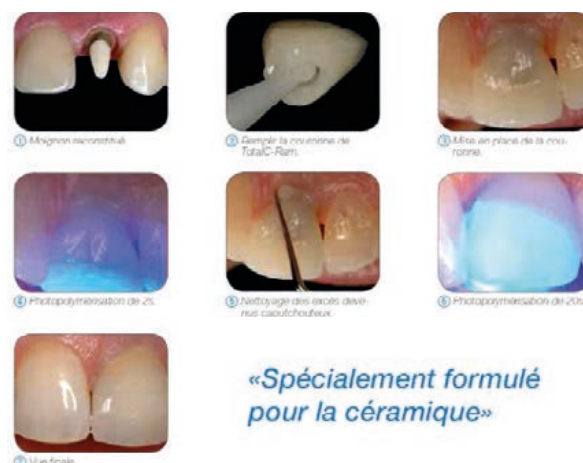 ① Moignon reconstitué.
② Remplir la couronne de
TotalC-Ram.
③ Mise en place de la cou-
ronne.
④ Photopolymérisation de 2s.
⑤ Nettoyage des excès deve-
nus caoutchouteux.
⑥ Photopolymérisation de 20s.
⑦ Vue finale.
«Spécialement formulé
pour la céramique»